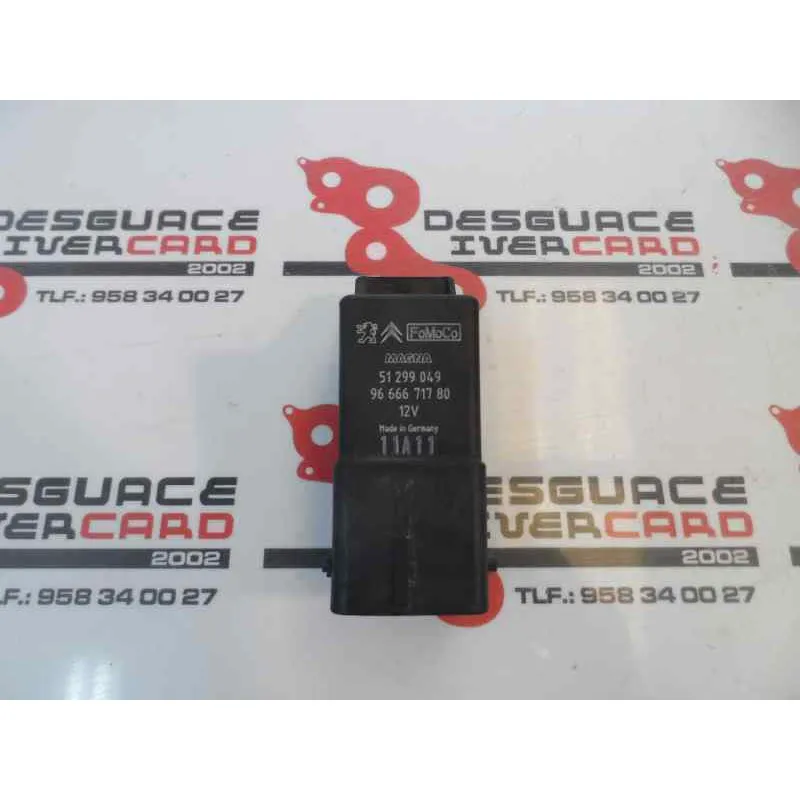 DESGUACE
IVERCARD
2002
TLF.: 958 34 00 27
DESGUACE
IVERCARD
2002
TLF.: 958 34 00 27
FoMoCo
MAGNA
51 299 049
96 666 717 80
12V
Made in Germany
11A11
DESGUACE
IVERCARD
2002
TLF.: 958 34 00 27
DESGUACE
IVERCARD
2002
TLF.: 958 34 00 27